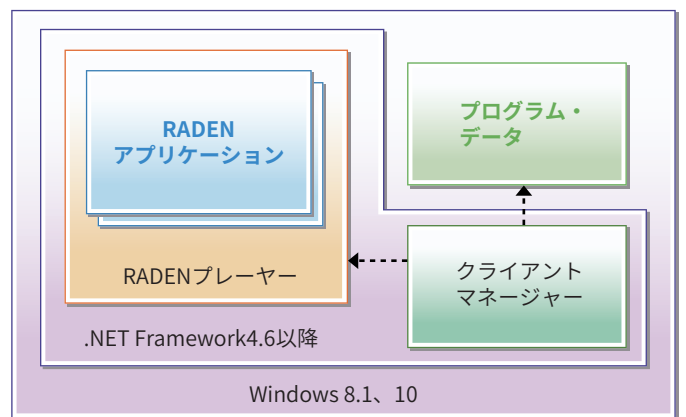 RADEN
アプリケーション
プログラム・
データ
RADENプレーヤー
クライアント
マネージャー
.NET Framework4.6以降
Windows 8.1、10